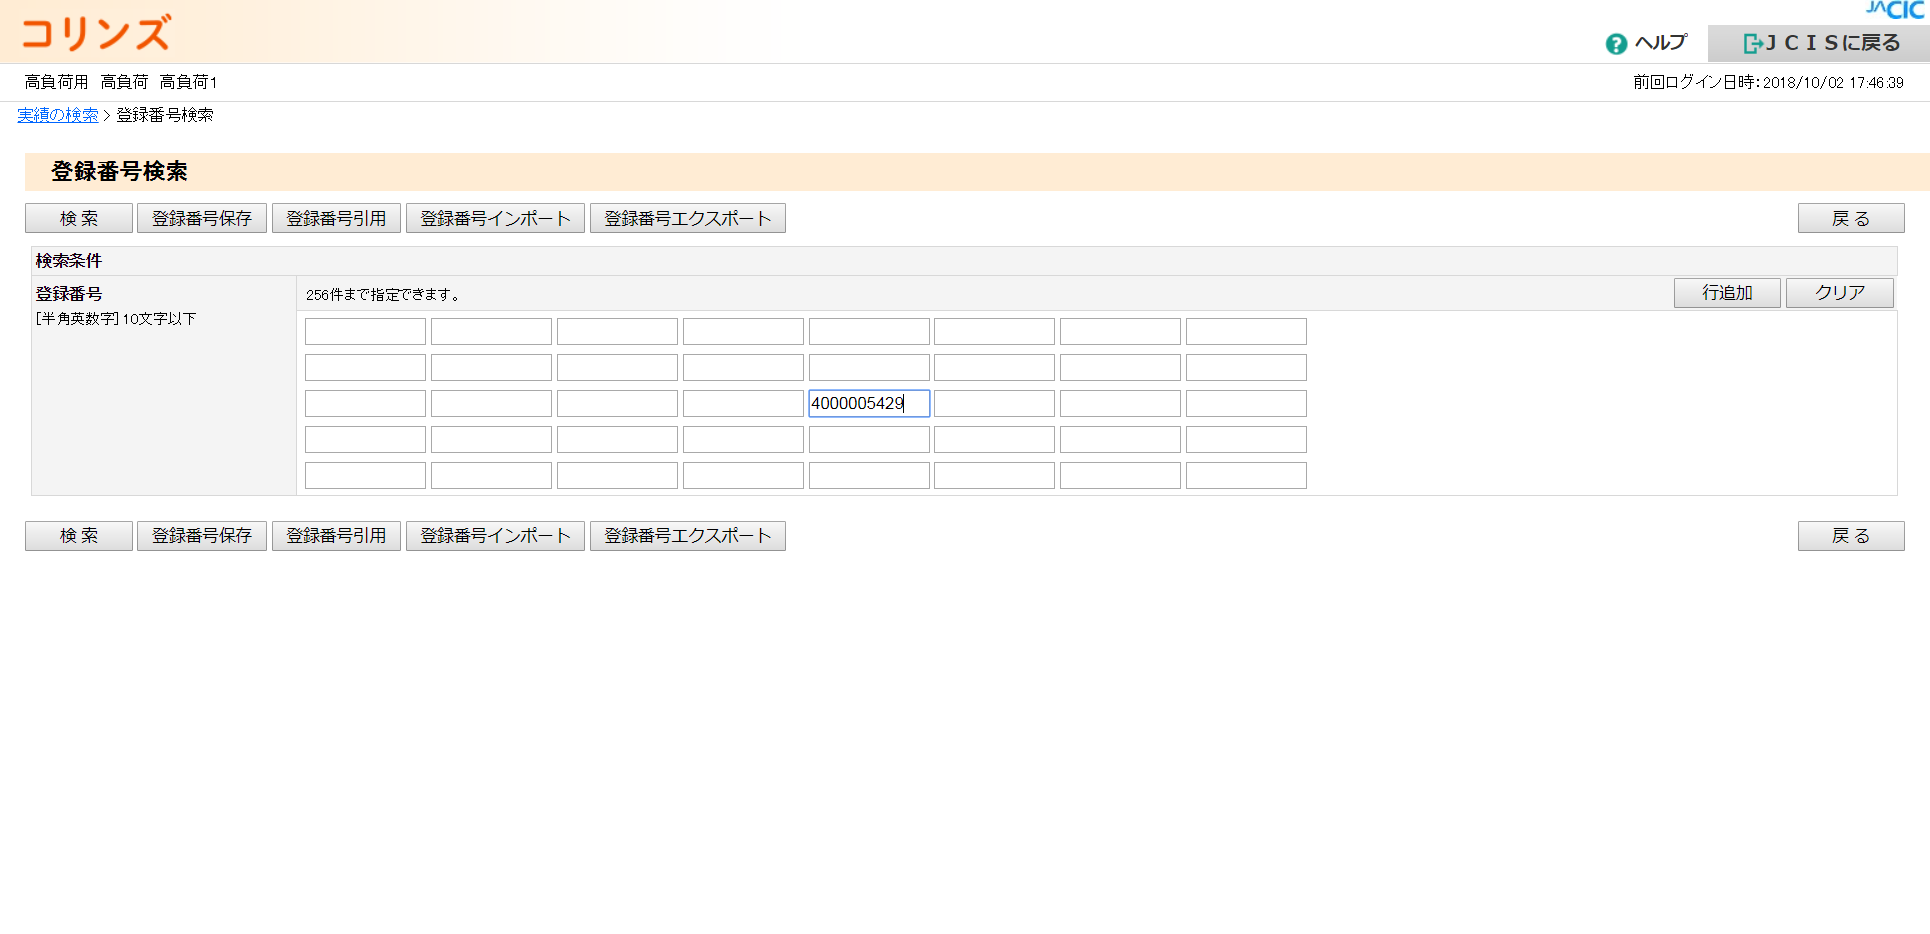 JACIC
コリンズ
? ヘルプ
ＪＣＩＳに戻る
高負荷用 高負荷 高負荷1
前回ログイン日時：2018/10/02 17:46:39
実績の検索 > 登録番号検索
登録番号検索
検 索 登録番号保存 登録番号引用 登録番号インポート 登録番号エクスポート 戻 る
検索条件
登録番号 256件まで指定できます。 行追加 クリア
[半角英数字] 10文字以下
4000005429
検 索 登録番号保存 登録番号引用 登録番号インポート 登録番号エクスポート 戻 る